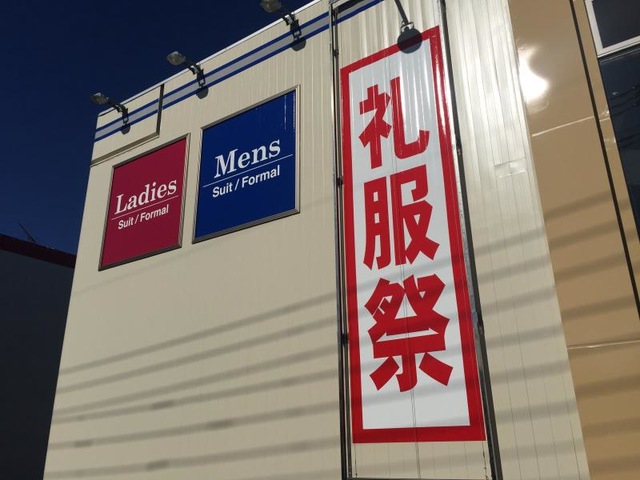 Ladies
Suit / Formal
Mens
Suit / Formal
礼服祭